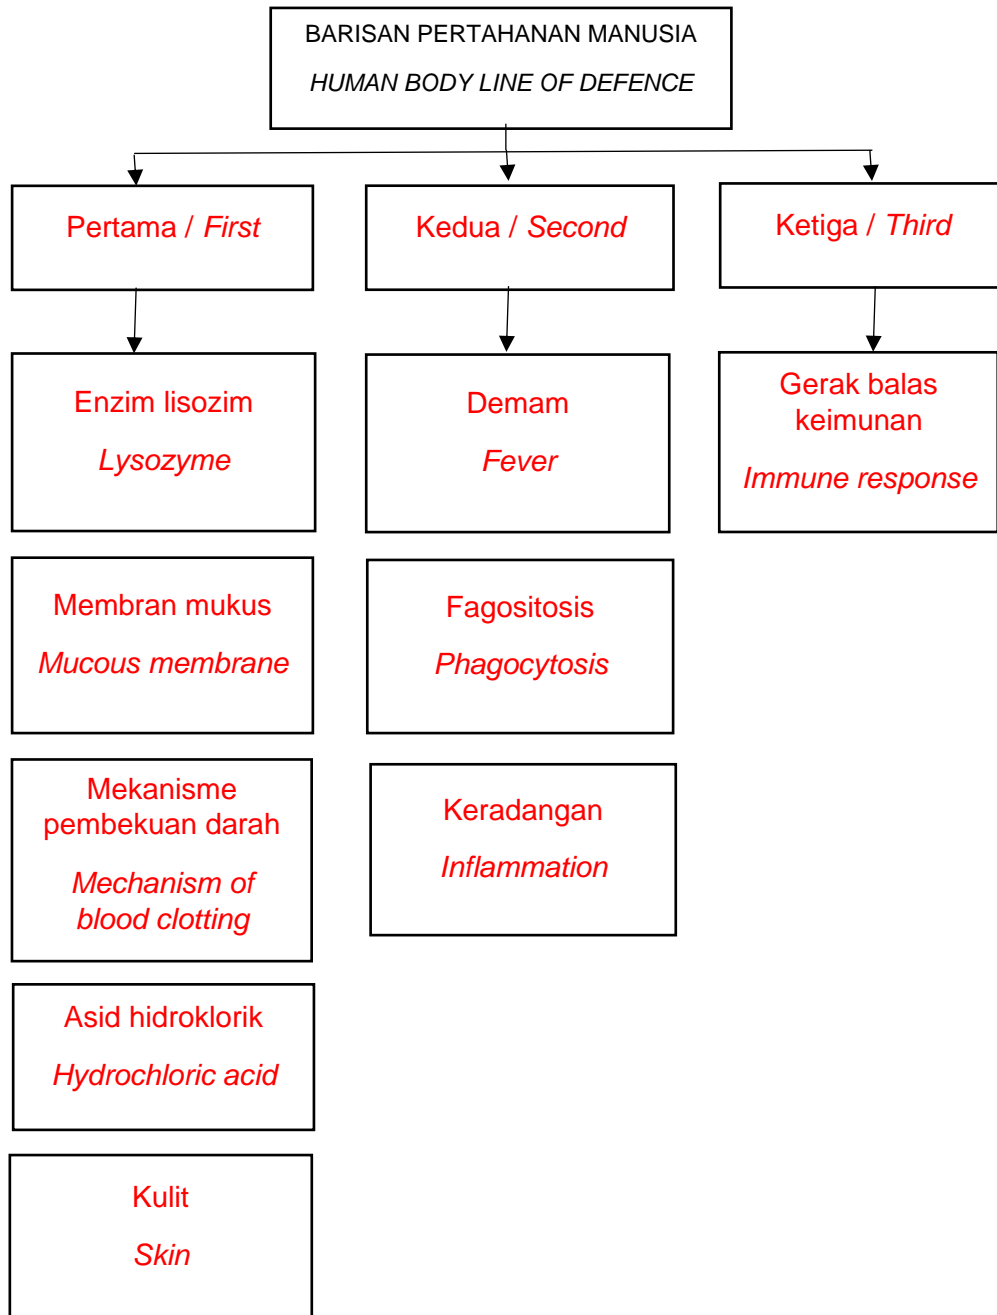 BARISAN PERTAHANAN MANUSIA
HUMAN BODY LINE OF DEFENCE
Pertama / First
Kedua / Second
Ketiga / Third
Enzim lisozim
Lysozyme
Demam
Fever
Gerak balas
keimunan
Immune response
Membran mukus
Mucous membrane
Fagositosis
Phagocytosis
Mekanisme
pembekuan darah
Mechanism of
blood clotting
Keradangan
Inflammation
Asid hidroklorik
Hydrochloric acid
Kulit
Skin